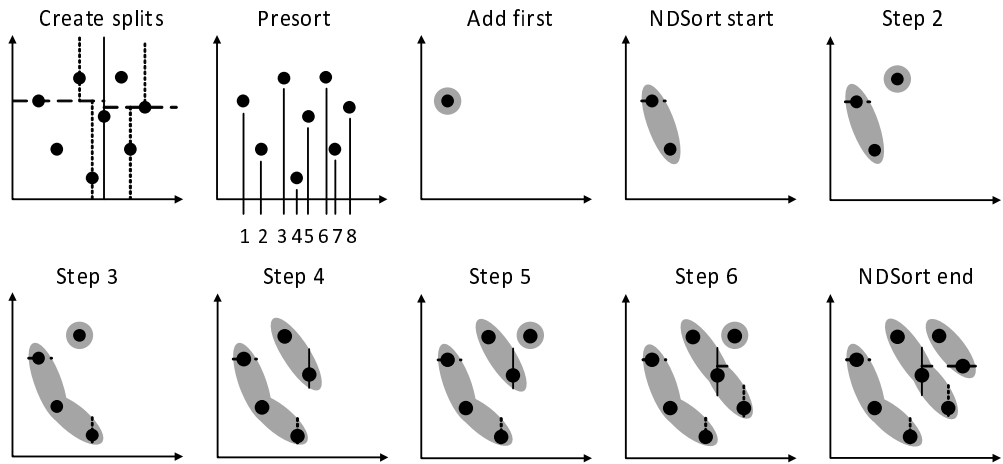 Create splits
Presort
Add first
NDSort start
Step 2
1 2 3 4 5 6 7 8
Step 3
Step 4
Step 5
Step 6
NDSort end